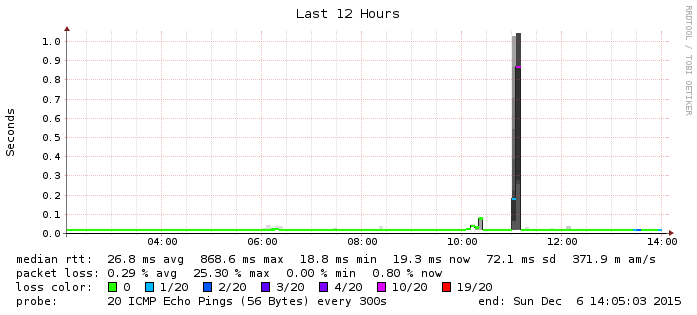 Last 12 Hours
RRDTOOL / TOBI OETIKER
Seconds
1.0
0.9
0.8
0.7
0.6
0.5
0.4
0.3
0.2
0.1
0.0
04:00 06:00 08:00 10:00 12:00 14:00
median rtt: 26.8 ms avg 868.6 ms max 18.8 ms min 19.3 ms now 72.1 ms sd 371.9 m am/s
packet loss: 0.29 % avg 25.30 % max 0.00 % min 0.80 % now
loss color: 0 1/20 2/20 3/20 4/20 10/20 19/20
probe: 20 ICMP Echo Pings (56 Bytes) every 300s end: Sun Dec 6 14:05:03 2015